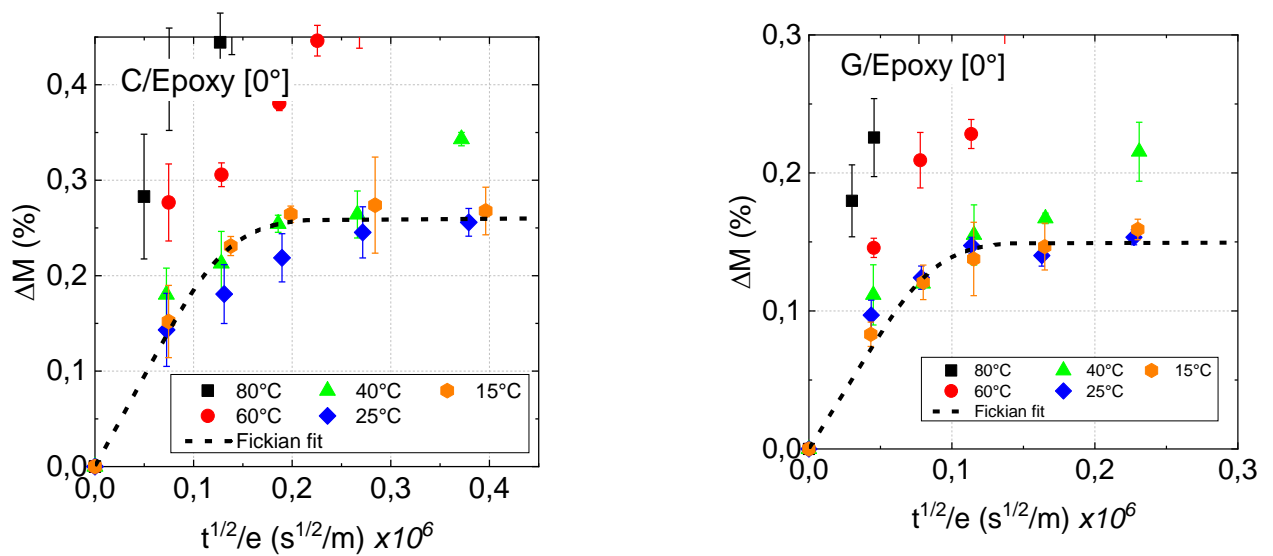 C/Epoxy [0°]
ΔM (%)
0,4
0,3
0,2
0,1
0,0
80°C 40°C 15°C
60°C 25°C
Fickian fit
0,0 0,1 0,2 0,3 0,4
t^{1/2}/e (s^{1/2}/m) x10^6
G/Epoxy [0°]
ΔM (%)
0,3
0,2
0,1
0,0
80°C 40°C 15°C
60°C 25°C
Fickian fit
0,0 0,1 0,2 0,3
t^{1/2}/e (s^{1/2}/m) x10^6